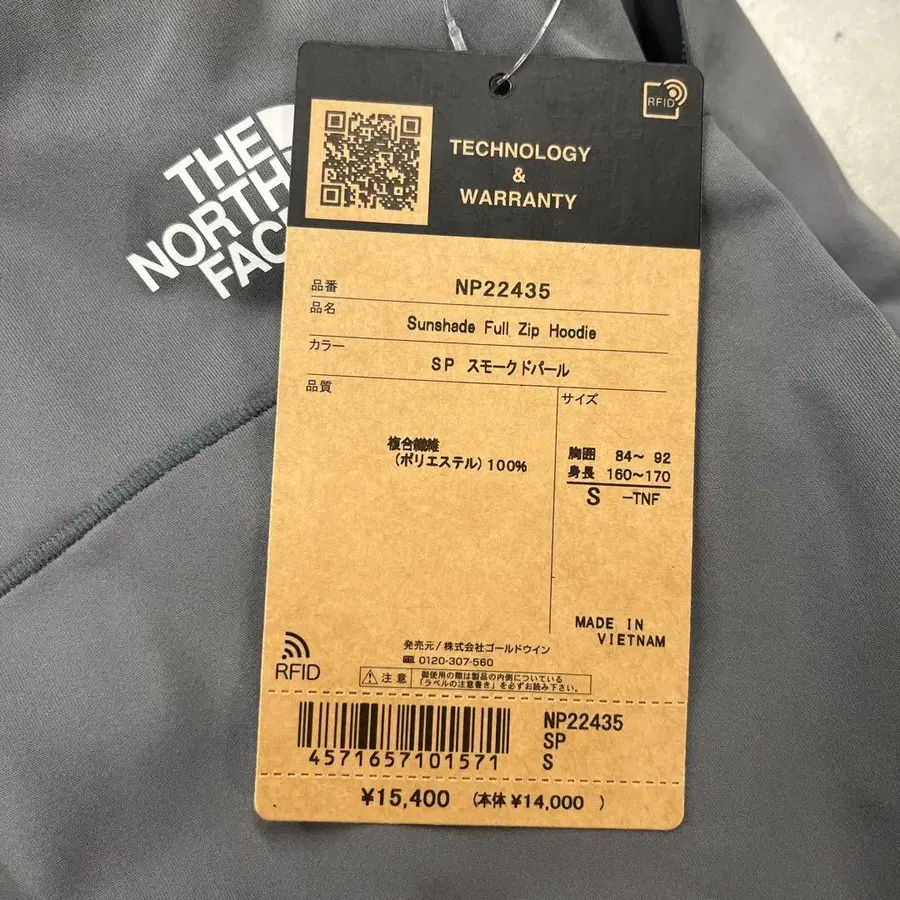 THE
NORTH
FACE
RFID
TECHNOLOGY
&
WARRANTY
品番 NP22435
品名 Sunshade Full Zip Hoodie
カラー SP スモークドパール
品質
サイズ
複合繊維
(ポリエステル)100%
胸囲 84~ 92
身長 160~170
S -TNF
MADE IN
VIETNAM
RFID
発売元/株式会社ゴールドウイン
0120-307-560
注意
御使用の際は製品の内側についている
「ラベルの注意書き」を必ずお読み下さい。
4571657101571
NP22435
SP
S
¥15,400 (本体 ¥14,000 )